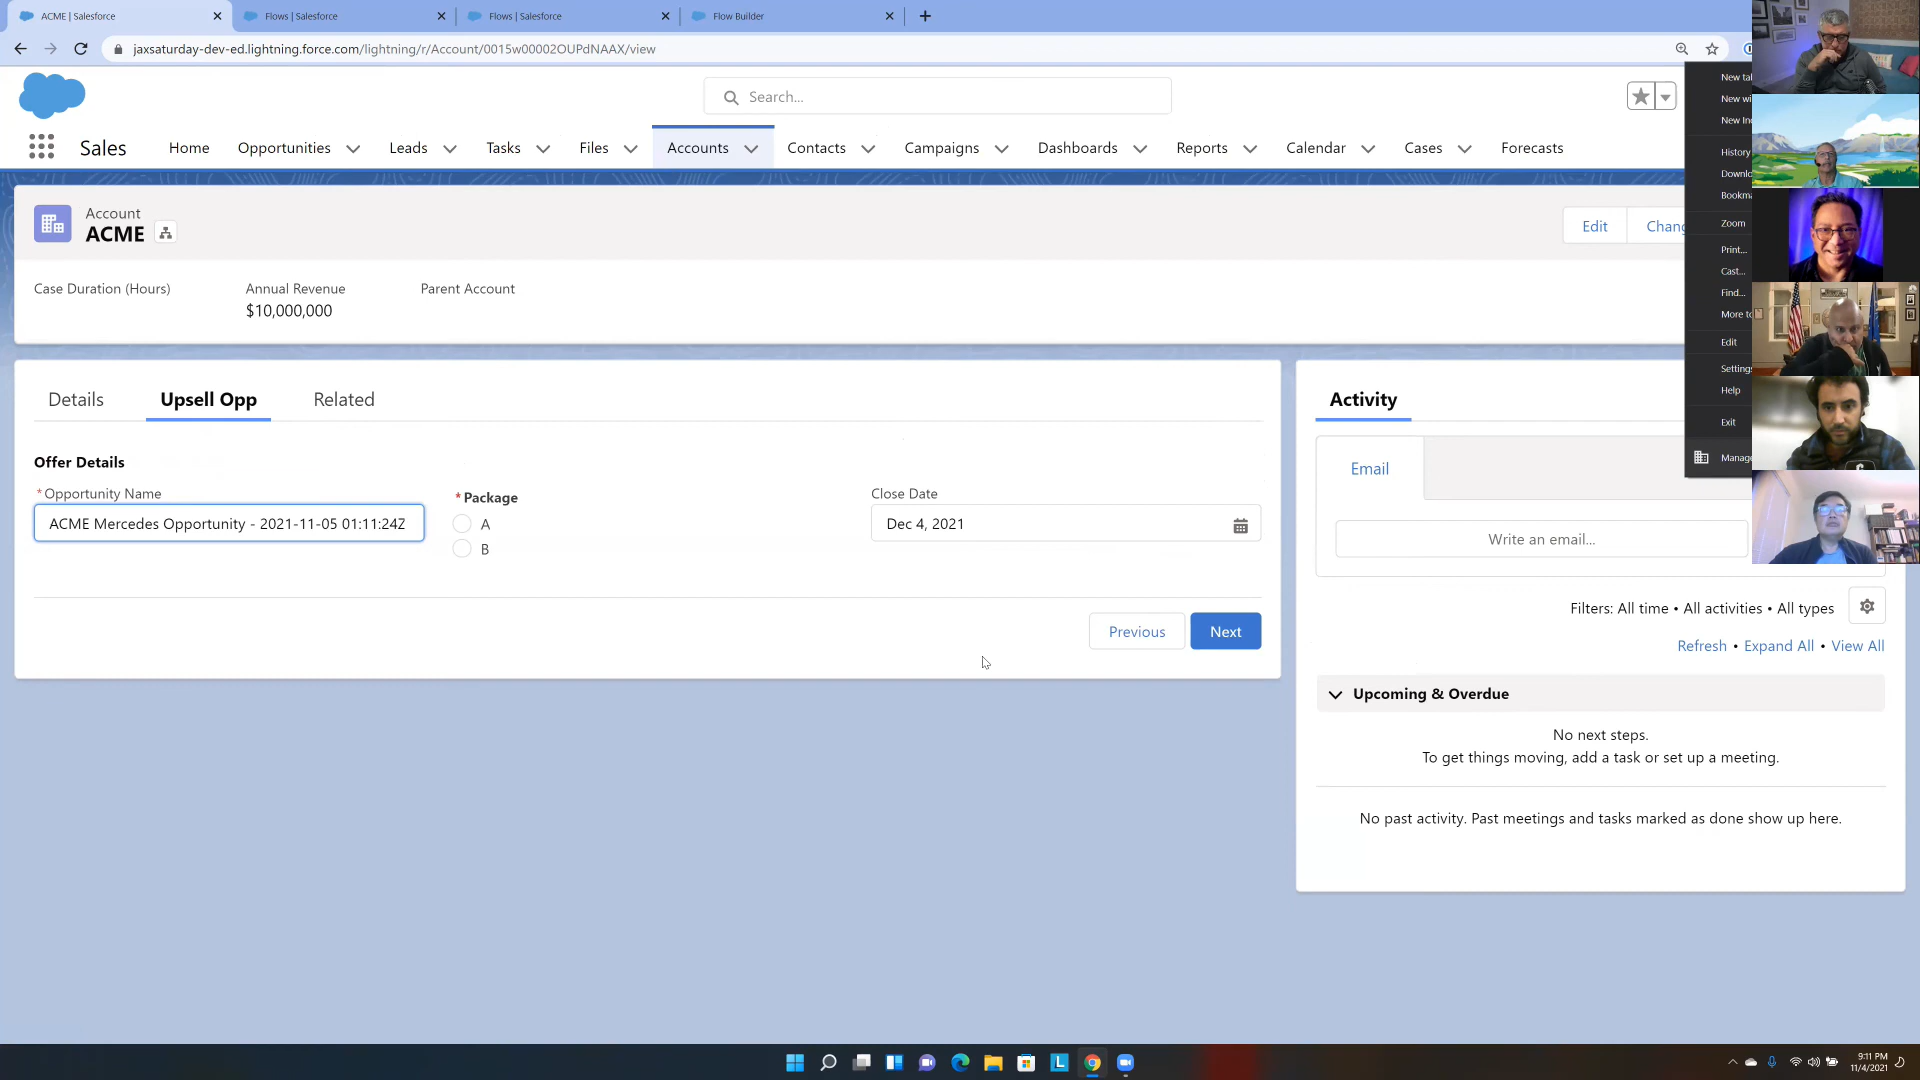 ACME | Salesforce
Flows | Salesforce
Flows | Salesforce
Flow Builder
jaxsaturday-dev-ed.lightning.force.com/lightning/r/Account/0015w00002OUPdNAAX/view
Search...
Sales
Home
Opportunities
Leads
Tasks
Files
Accounts
Contacts
Campaigns
Dashboards
Reports
Calendar
Cases
Forecasts
Account
ACME
Edit
Chang
Case Duration (Hours)
Annual Revenue
Parent Account
$10,000,000
Details
Upsell Opp
Related
Offer Details
*Opportunity Name
ACME Mercedes Opportunity - 2021-11-05 01:11:24Z
*Package
A
B
Close Date
Dec 4, 2021
Previous
Next
Activity
Email
Write an email...
Filters: All time • All activities • All types
Refresh • Expand All • View All
Upcoming & Overdue
No next steps.
To get things moving, add a task or set up a meeting.
No past activity. Past meetings and tasks marked as done show up here.
New tal
New wi
New Inc
History
Downlo
Bookma
Zoom
Print...
Cast...
Find...
More to
Edit
Settings
Help
Exit
Manage
L
9:11 PM
11/4/2021